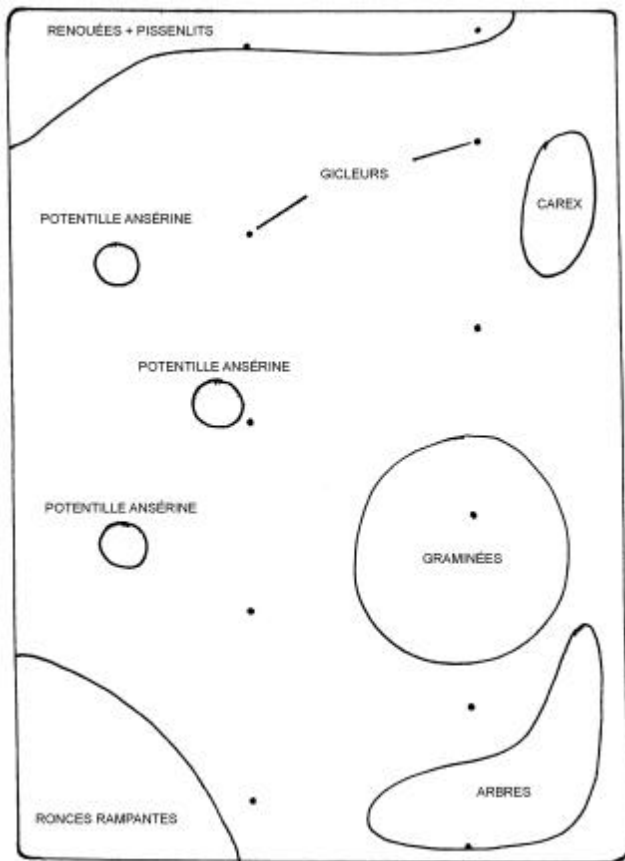 RENOUÉES + PISSENLITS
GICLEURS
CAREX
POTENTILLE ANSÉRINE
POTENTILLE ANSÉRINE
POTENTILLE ANSÉRINE
GRAMINÉES
ARBRES
RONCES RAMPANTES